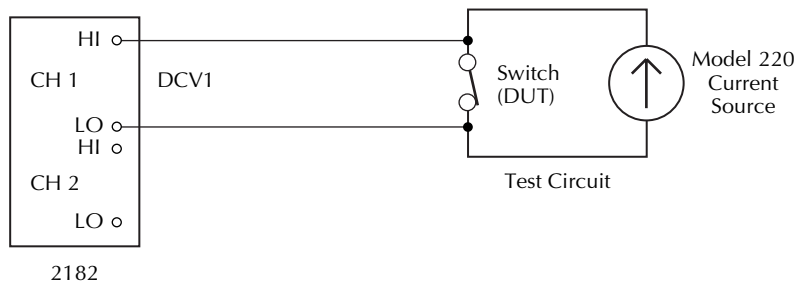 HI
CH 1
DCV1
LO
HI
CH 2
LO
2182
Switch
(DUT)
Model 220
Current
Source
Test Circuit